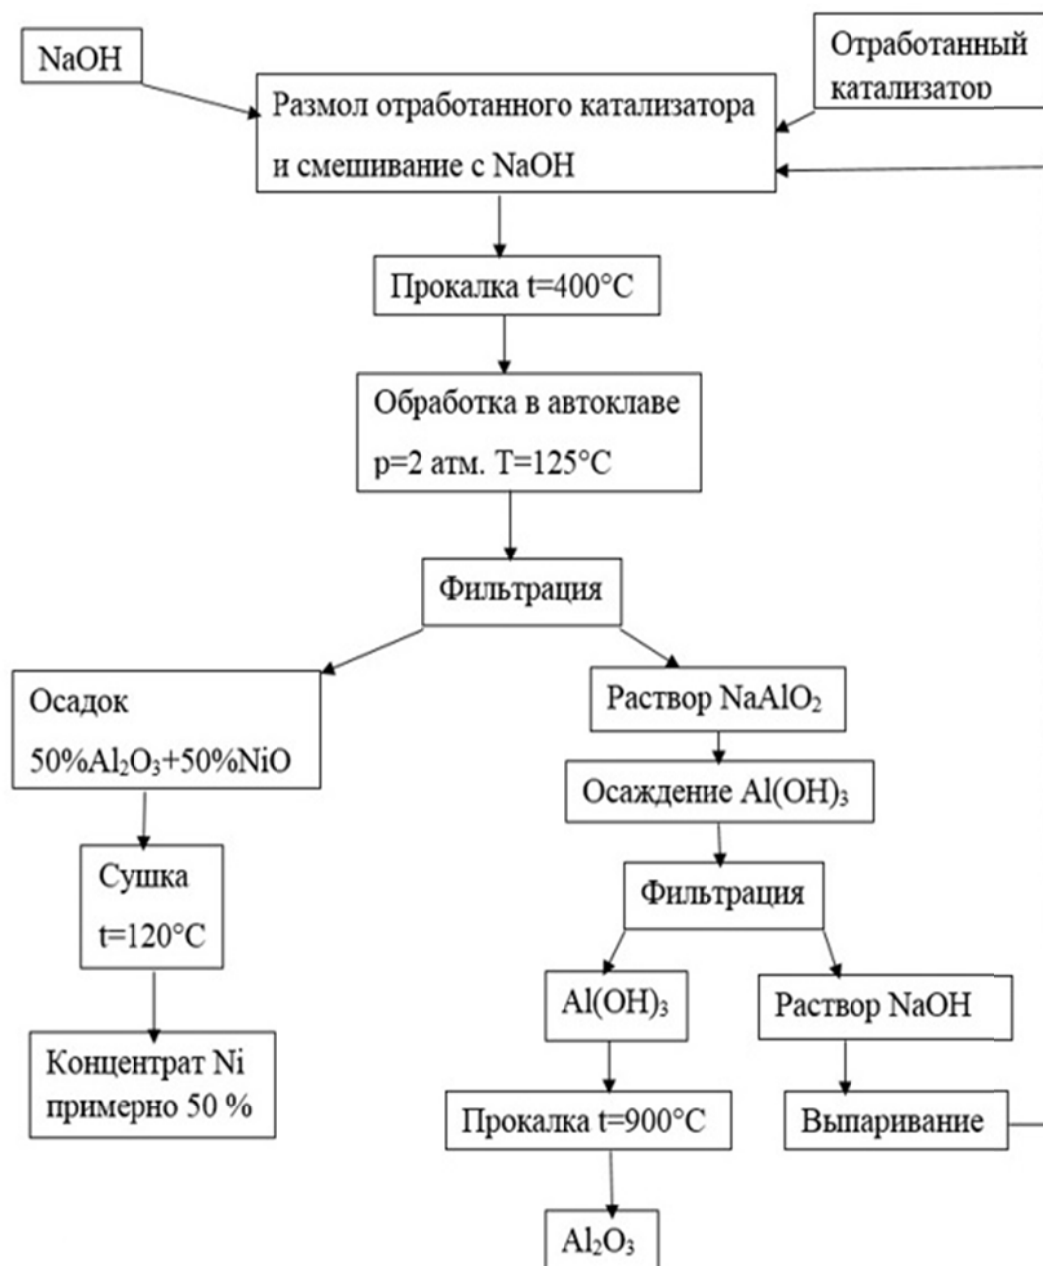 NaOH
Отработанный
катализатор
Размол отработанного катализатора
и смешивание с NaOH
Прокалка t=400°C
Обработка в автоклаве
p=2 атм. T=125°C
Фильтрация
Осадок
50%Al₂O₃+50%NiO
Раствор NaAlO₂
Осаждение Al(OH)₃
Сушка
t=120°C
Фильтрация
Al(OH)₃
Раствор NaOH
Концентрат Ni
примерно 50 %
Прокалка t=900°C
Выпаривание
Al₂O₃